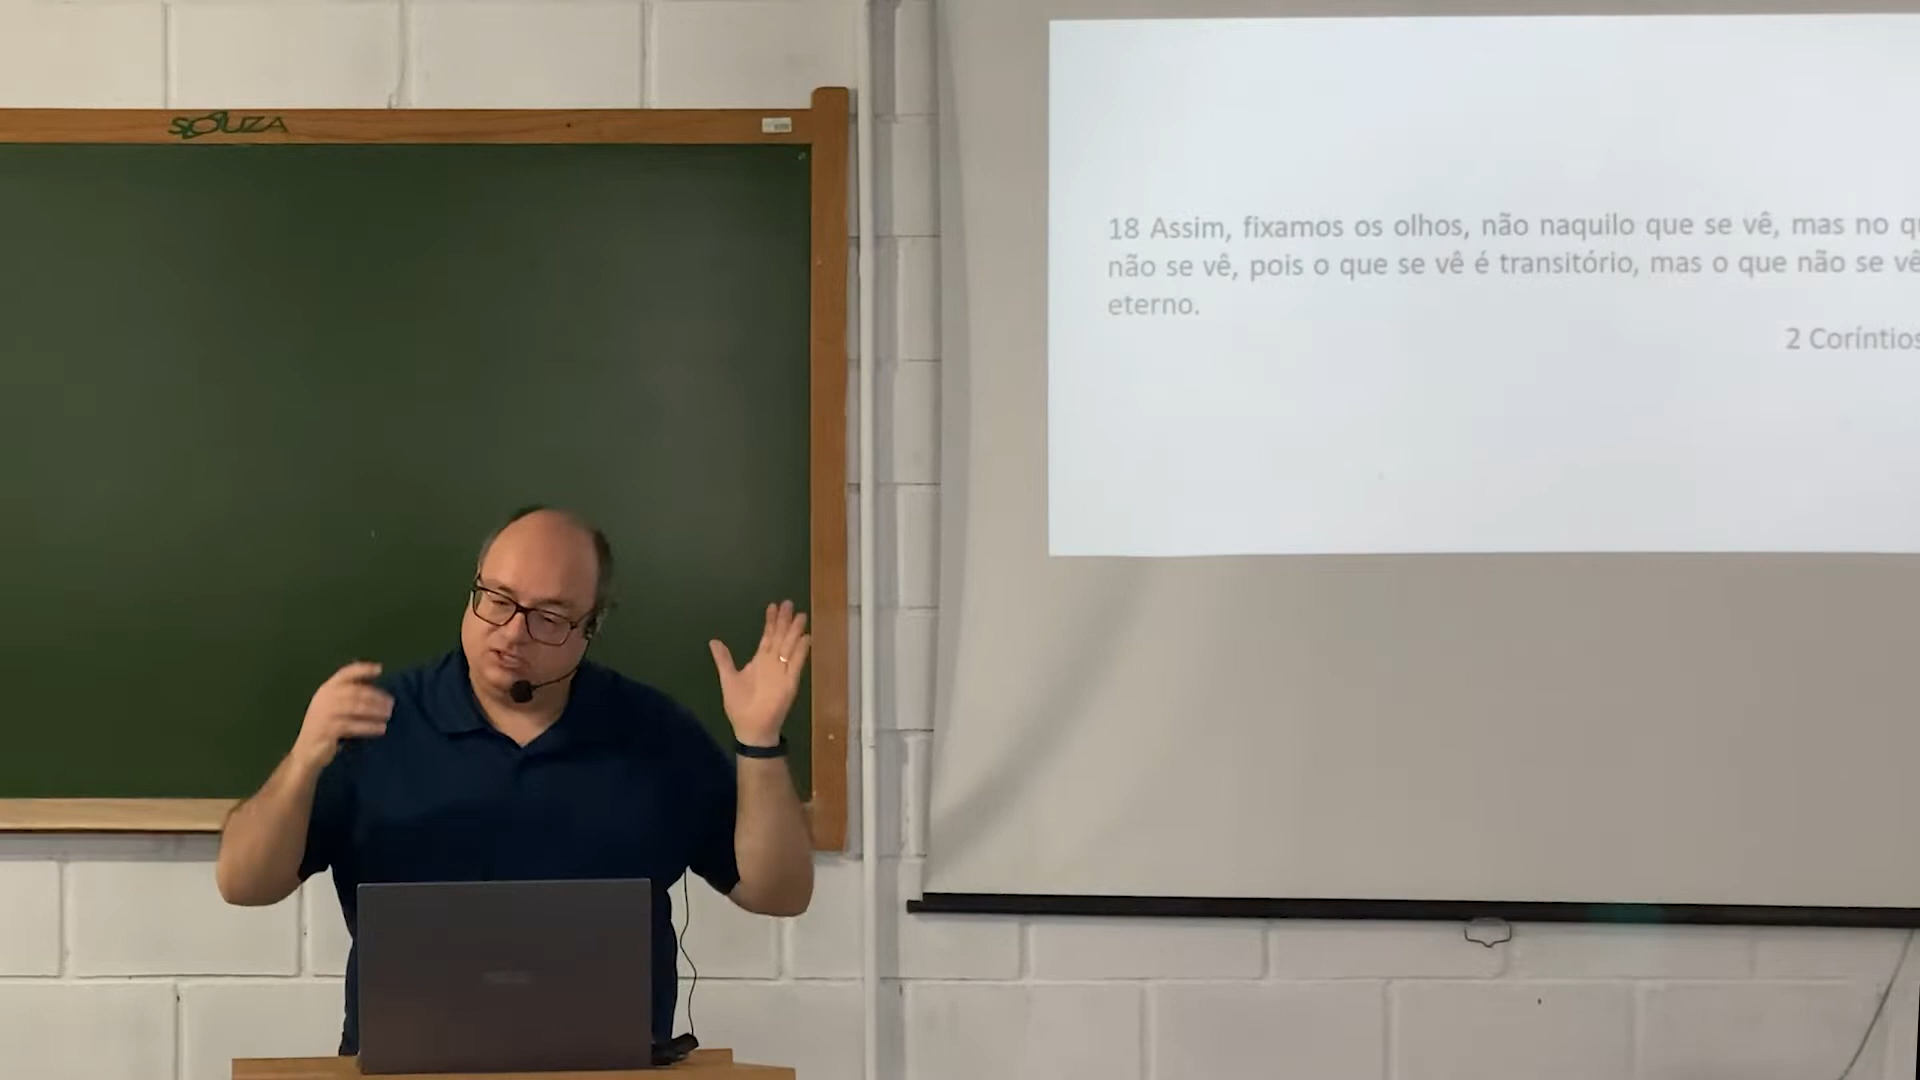 SOUZA
18 Assim, fixamos os olhos, não naquilo que se vê, mas no
não se vê, pois o que se vê é transitório, mas o que não se vê
eterno.
2 Coríntios